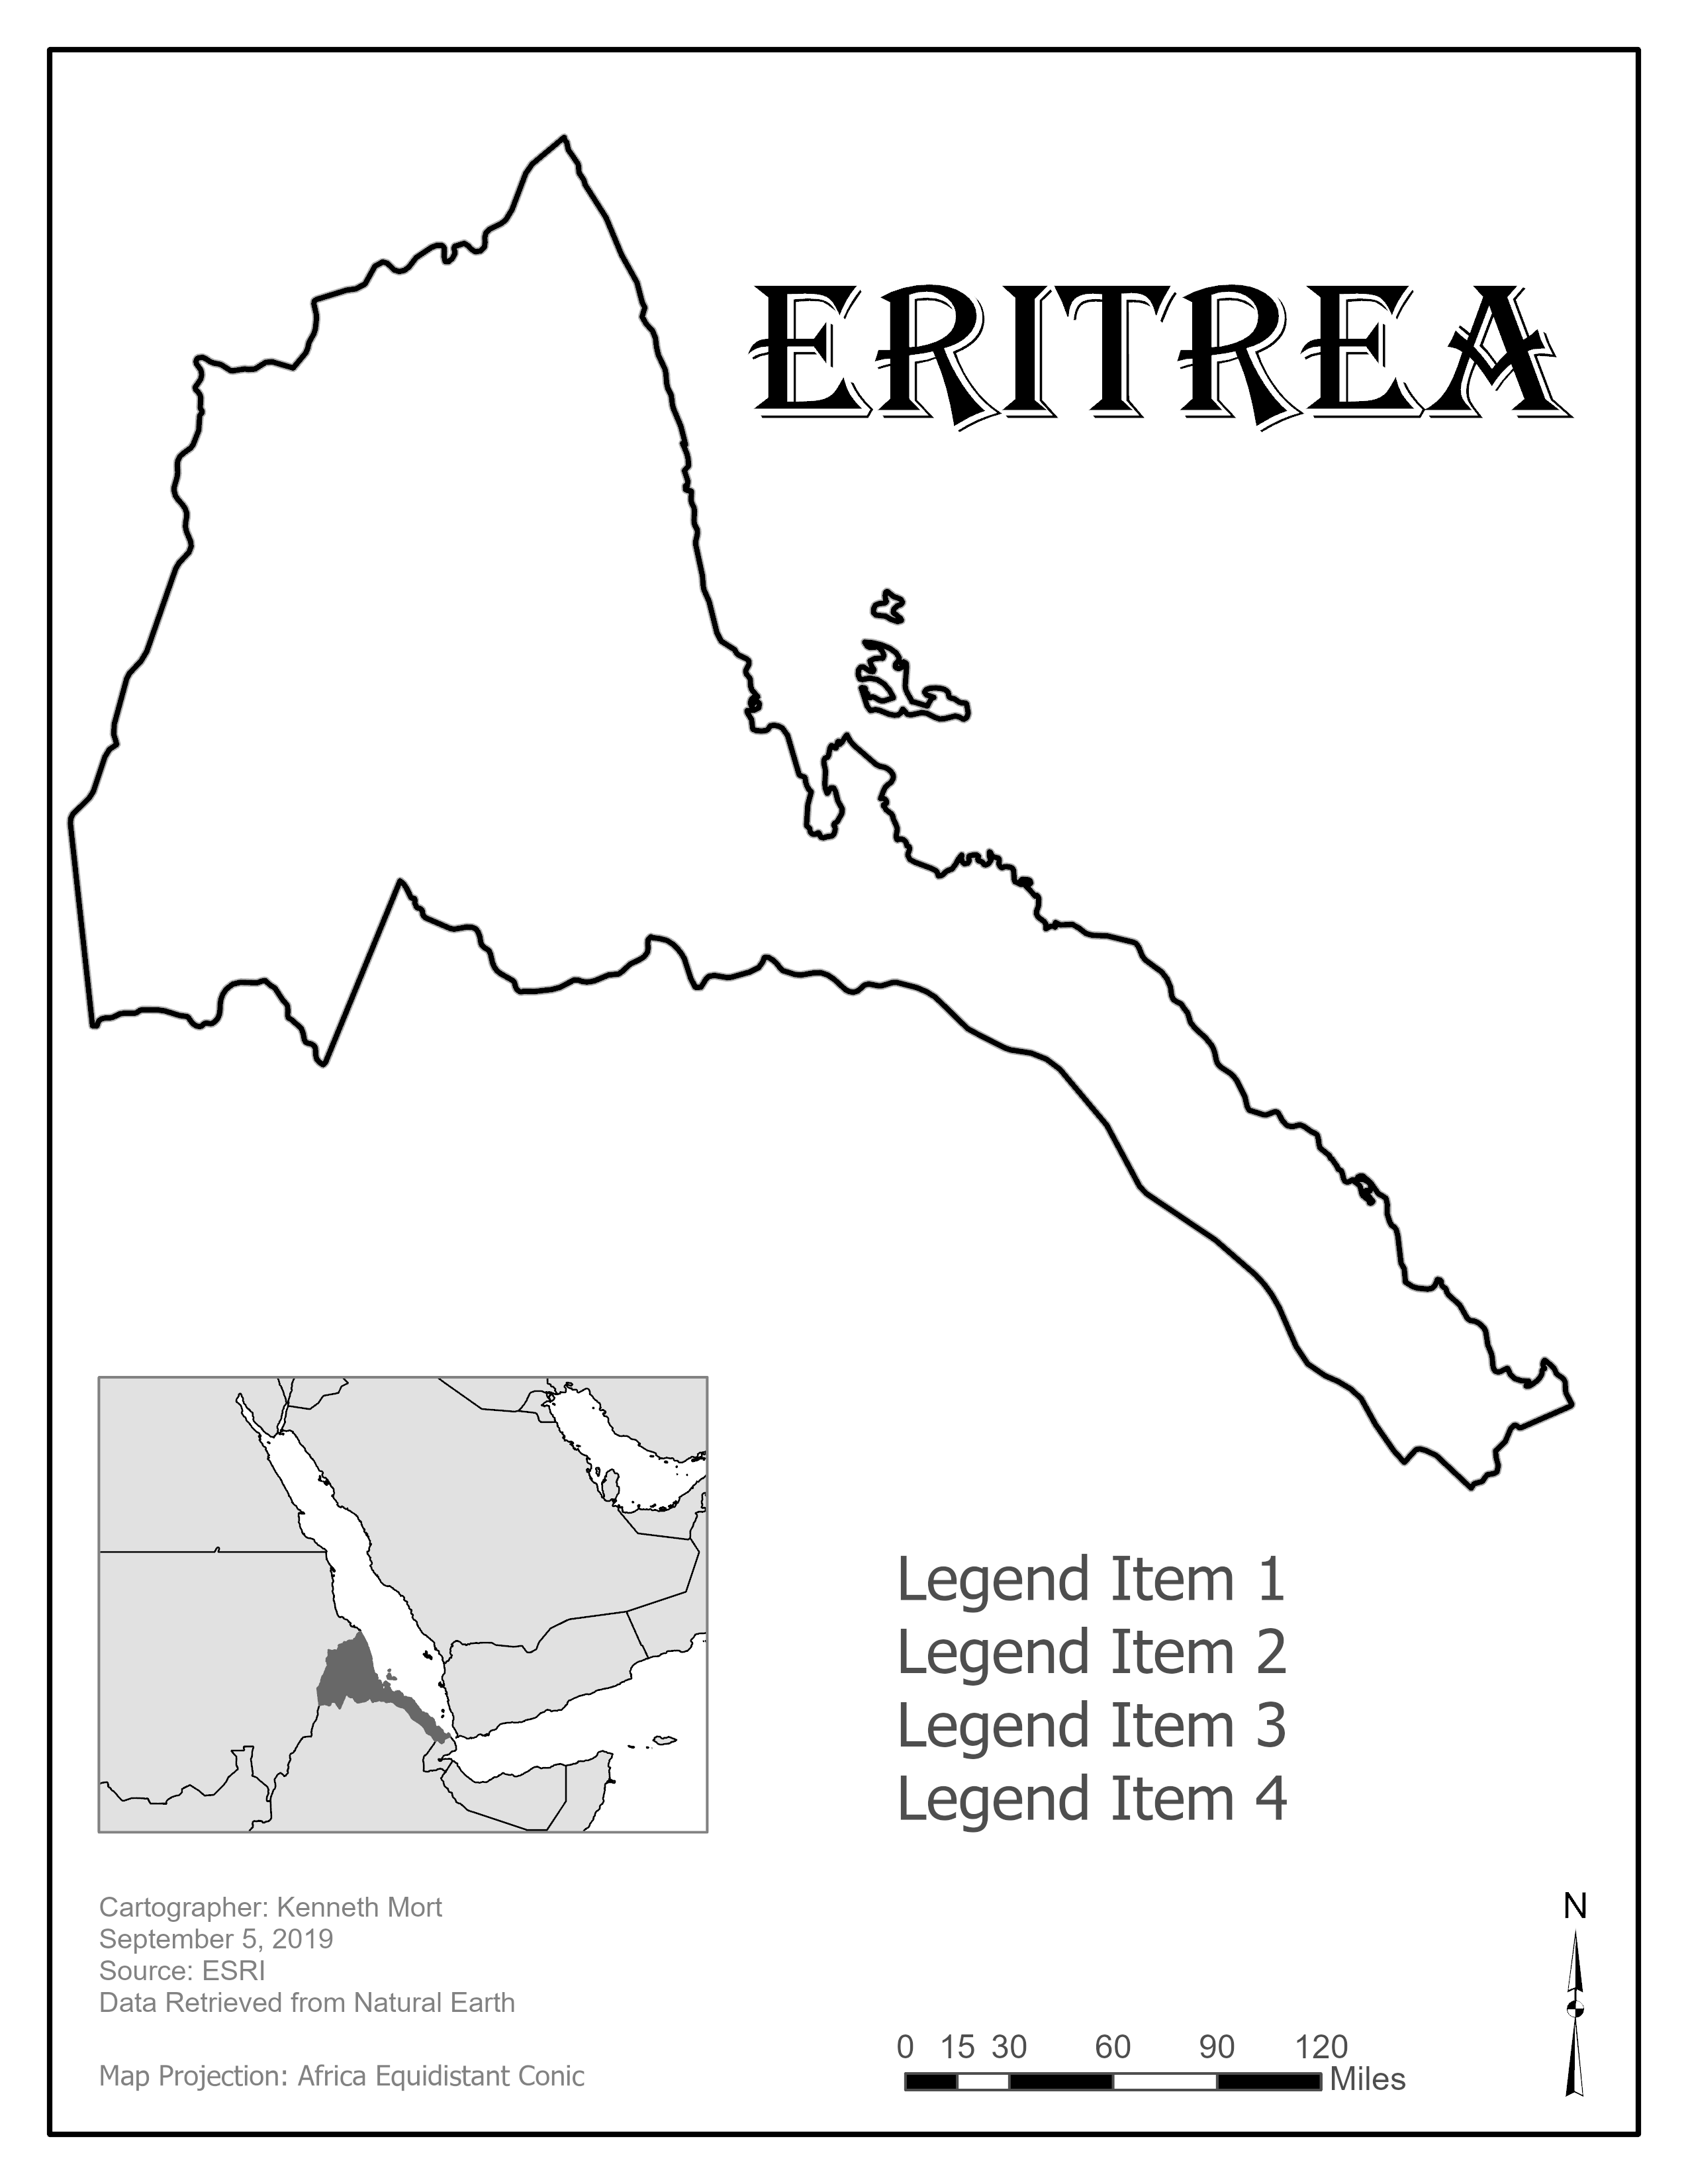 ERITREA
Legend Item 1
Legend Item 2
Legend Item 3
Legend Item 4
Cartographer: Kenneth Mort
September 5, 2019
Source: ESRI
Data Retrieved from Natural Earth
Map Projection: Africa Equidistant Conic
0 15 30 60 90 120
Miles
N